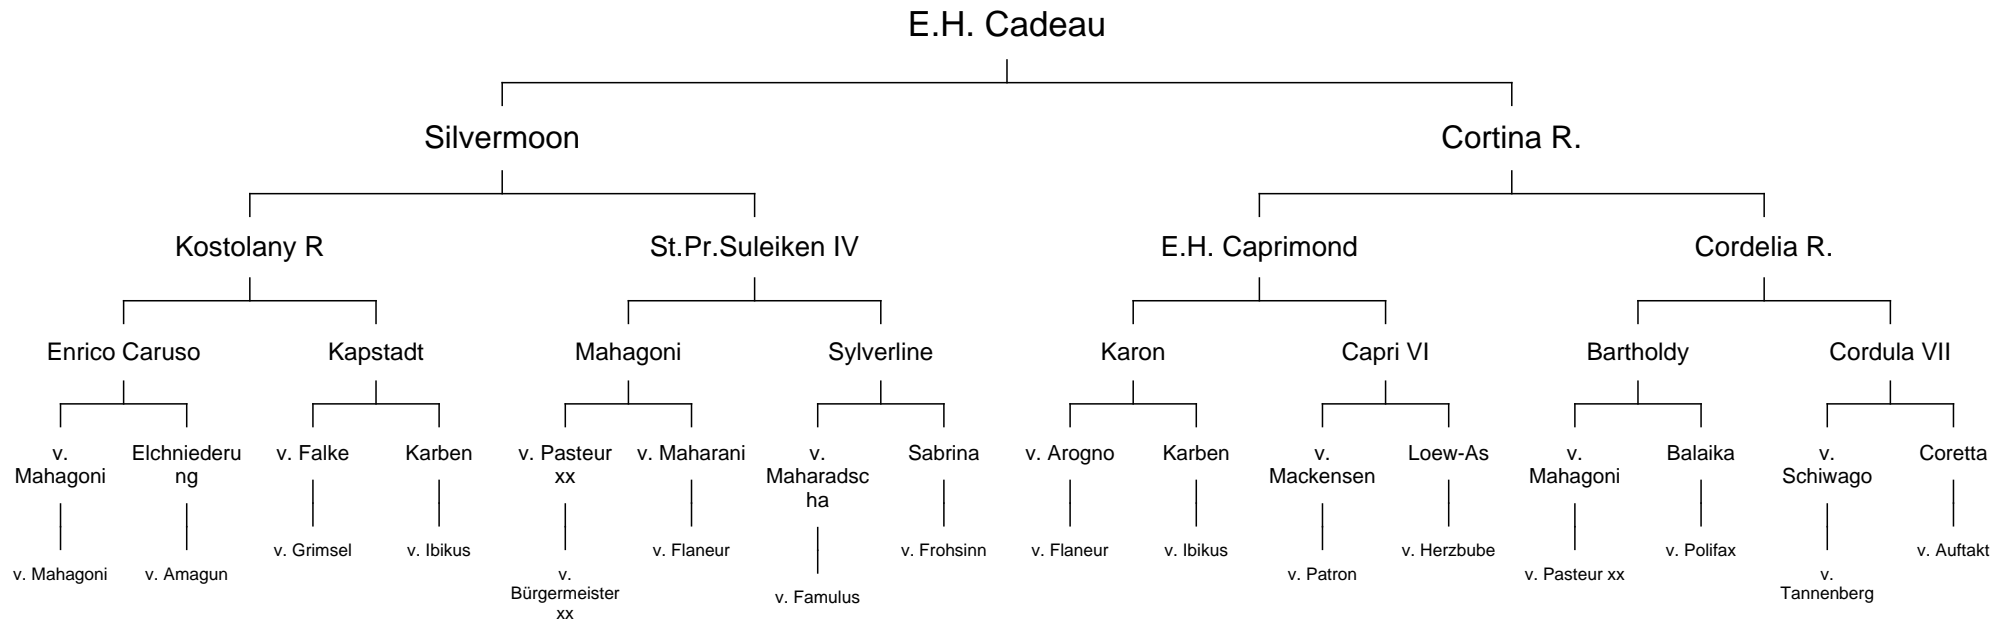 E.H. Cadeau
Silvermoon
Cortina R.
Kostolany R
St.Pr.Suleiken IV
E.H. Caprimond
Cordelia R.
Enrico Caruso
Kapstadt
Mahagoni
Sylverline
Karon
Capri VI
Bartholdy
Cordula VII
v.
Mahagoni
Elchniederu
ng
v. Falke
Karben
v. Pasteur
xx
v. Maharani
v.
Maharadsc
ha
Sabrina
v. Arogno
Karben
v.
Mackensen
Loew-As
v.
Mahagoni
Balaika
v.
Schiwago
Coretta
v. Mahagoni
v. Amagun
v. Grimsel
v. Ibikus
v.
Bürgermeister
xx
v. Flaneur
v. Famulus
v. Frohsinn
v. Flaneur
v. Ibikus
v. Patron
v. Herzbube
v. Pasteur xx
v. Polifax
v.
Tannenberg
v. Auftakt